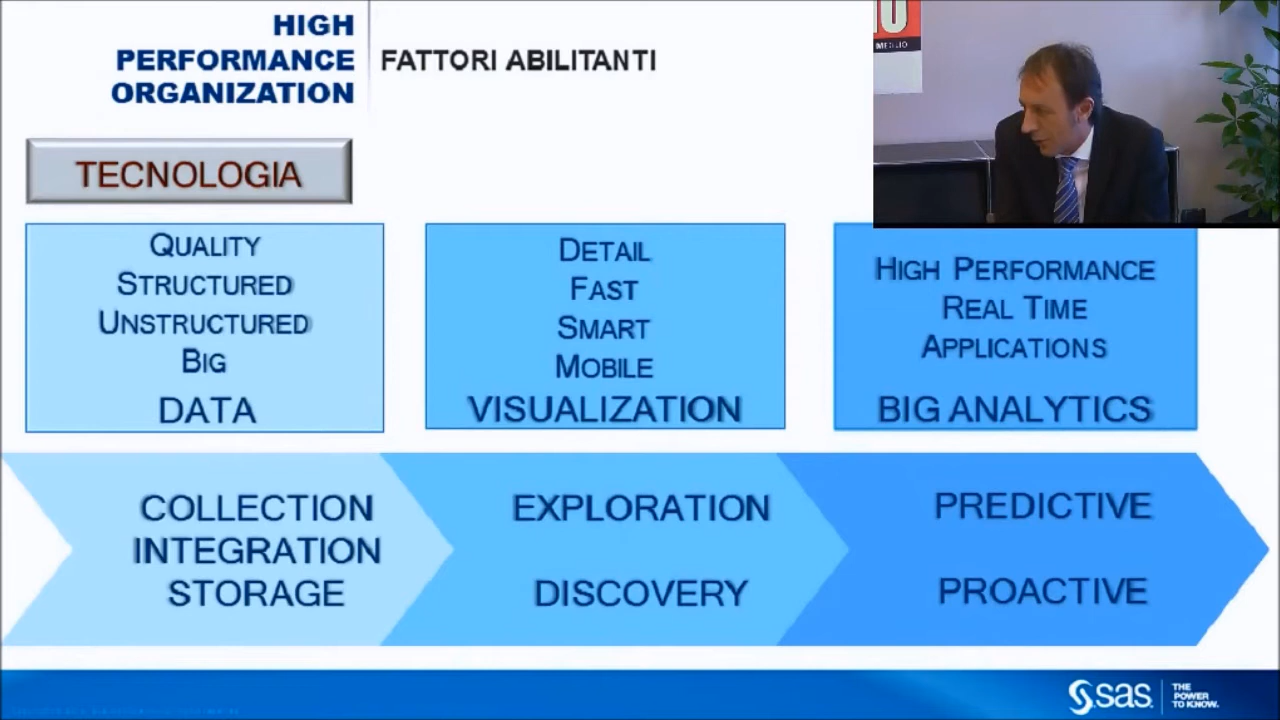 HIGH
PERFORMANCE
ORGANIZATION
FATTORI ABILITANTI
TECNOLOGIA
QUALITY
STRUCTURED
UNSTRUCTURED
BIG
DATA
DETAIL
FAST
SMART
MOBILE
VISUALIZATION
HIGH PERFORMANCE
REAL TIME
APPLICATIONS
BIG ANALYTICS
COLLECTION
INTEGRATION
STORAGE
EXPLORATION
DISCOVERY
PREDICTIVE
PROACTIVE
sas
THE
POWER
TO KNOW.